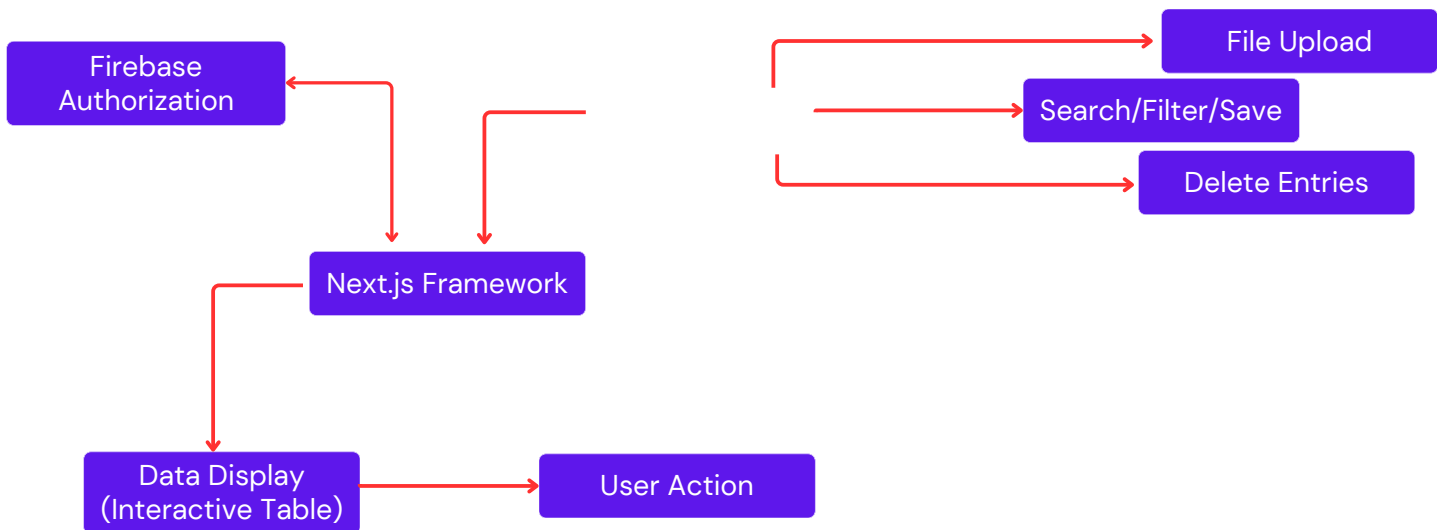 File Upload
Firebase
Authorization
Search/Filter/Save
Delete Entries
Next.js Framework
Data Display
(Interactive Table)
User Action